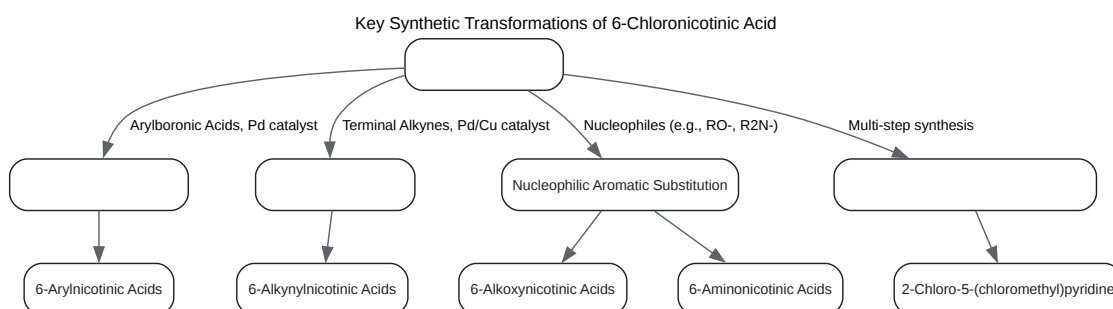 Key Synthetic Transformations of 6-Chloronicotinic Acid
Arylboronic Acids, Pd catalyst
Terminal Alkynes, Pd/Cu catalyst
Nucleophiles (e.g., RO-, R2N-)
Multi-step synthesis
Nucleophilic Aromatic Substitution
6-Arylnicotinic Acids
6-Alkynylnicotinic Acids
6-Alkoxynicotinic Acids
6-Aminonicotinic Acids
2-Chloro-5-(chloromethyl)pyridine